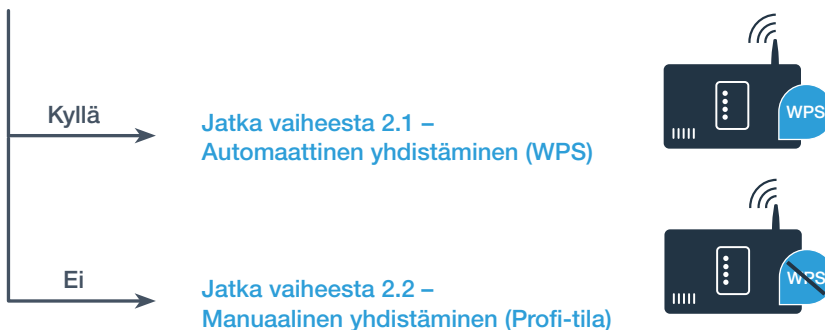 Kyllä
Jatka vaiheesta 2.1 –
Automaattinen yhdistäminen (WPS)
WPS
Ei
Jatka vaiheesta 2.2 –
Manuaalinen yhdistäminen (Profi-tila)
WPS